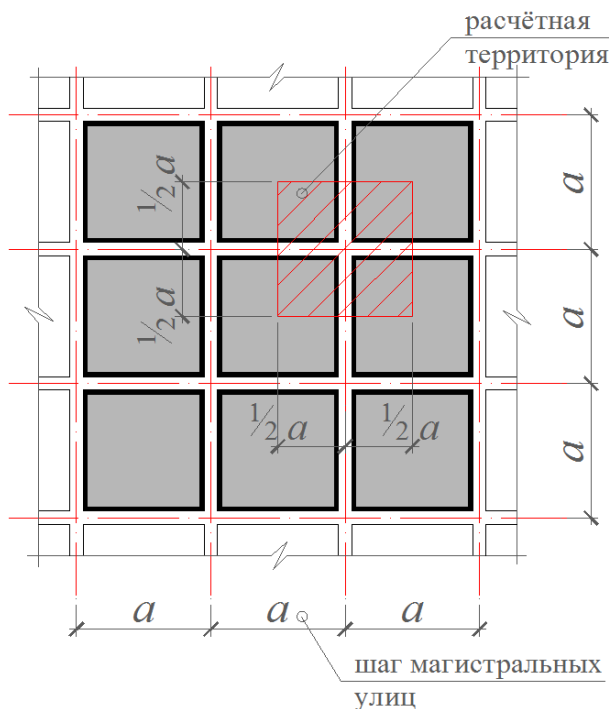 расчётная
территория
½ a
½ a
a
a
a
½ a
½ a
a
a
a
шаг магистральных
улиц